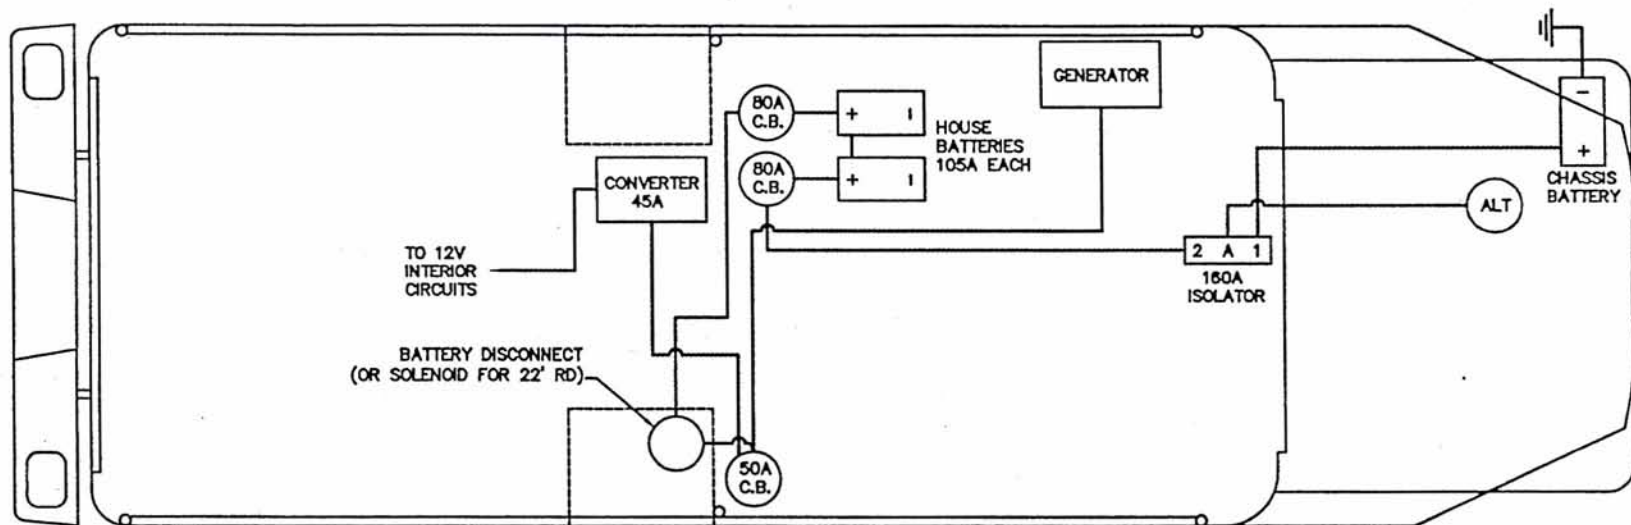 GENERATOR
80A
C.B.
+ I
HOUSE
BATTERIES
105A EACH
80A
C.B.
+ I
CONVERTER
45A
-
+
CHASSIS
BATTERY
ALT
TO 12V
INTERIOR
CIRCUITS
2 A 1
160A
ISOLATOR
BATTERY DISCONNECT
(OR SOLENOID FOR 22' RD)
50A
C.B.